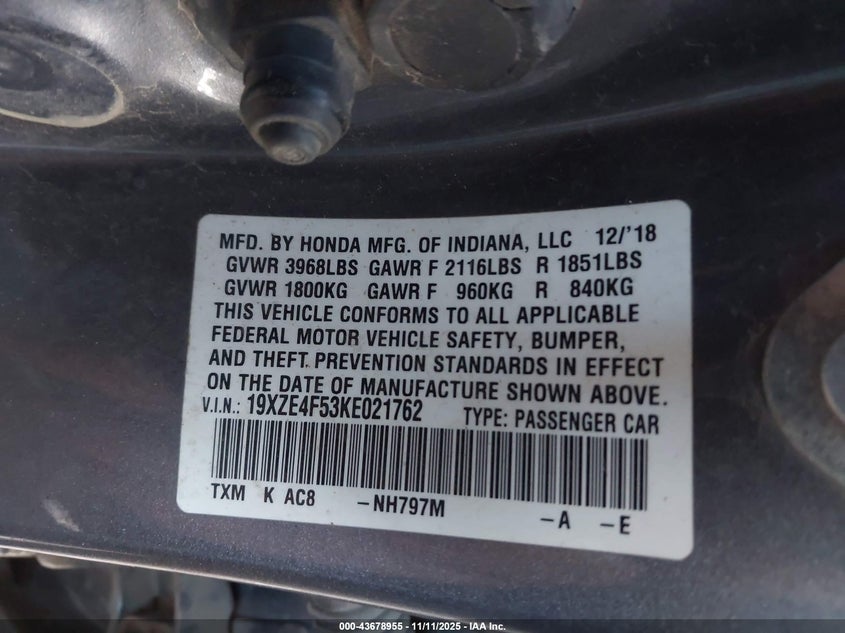 MFD. BY HONDA MFG. OF INDIANA, LLC 12/'18
GVWR 3968LBS GAWR F 2116LBS R 1851LBS
GVWR 1800KG GAWR F 960KG R 840KG
THIS VEHICLE CONFORMS TO ALL APPLICABLE
FEDERAL MOTOR VEHICLE SAFETY, BUMPER,
AND THEFT PREVENTION STANDARDS IN EFFECT
ON THE DATE OF MANUFACTURE SHOWN ABOVE.
V.I.N.: 19XZE4F53KE021762 TYPE: PASSENGER CAR
TXM K AC8 -NH797M -A -E
000-43678955 - 11/11/2025 - IAA Inc.